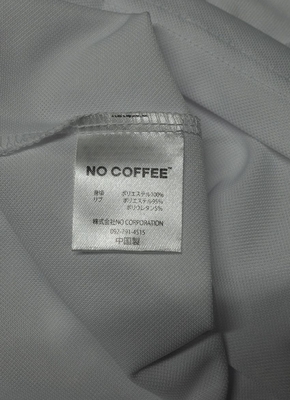 NO COFFEE™
身頃 ポリエステル100%
リブ ポリエステル95%
ポリウレタン5%
株式会社NO CORPORATION
092-791-4515
中国製